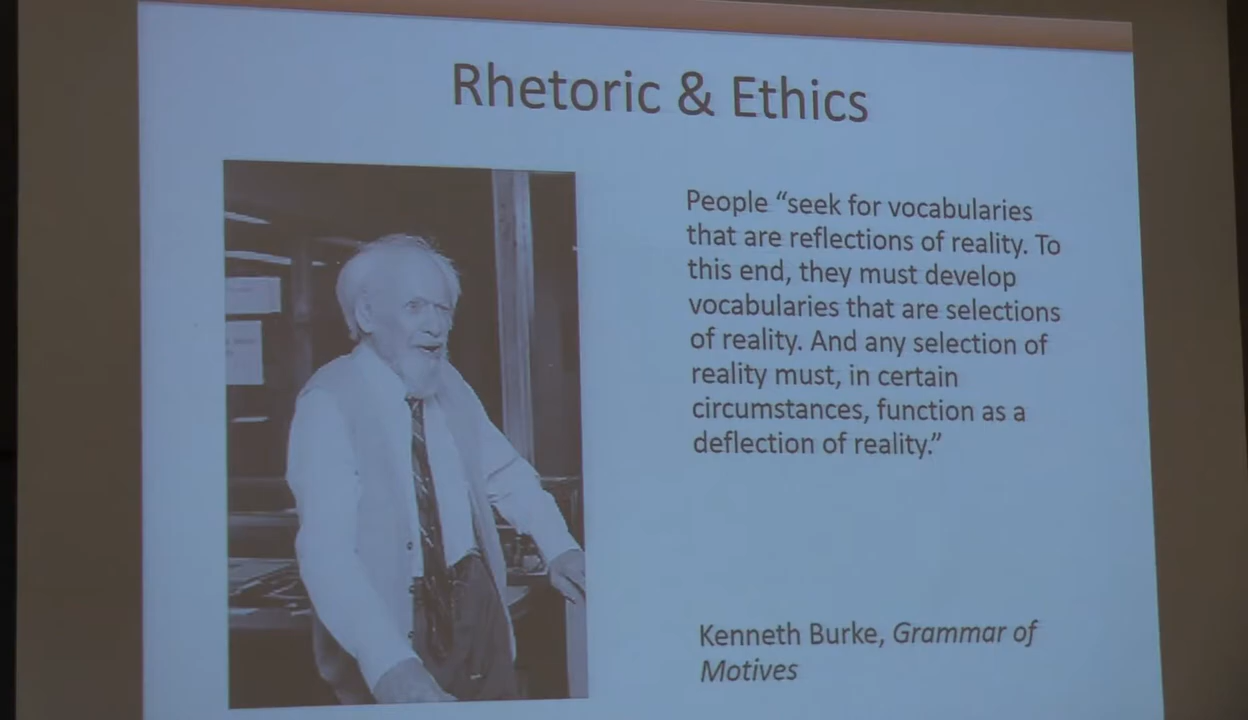 Rhetoric & Ethics
People “seek for vocabularies
that are reflections of reality. To
this end, they must develop
vocabularies that are selections
of reality. And any selection of
reality must, in certain
circumstances, function as a
deflection of reality.”
Kenneth Burke, Grammar of
Motives